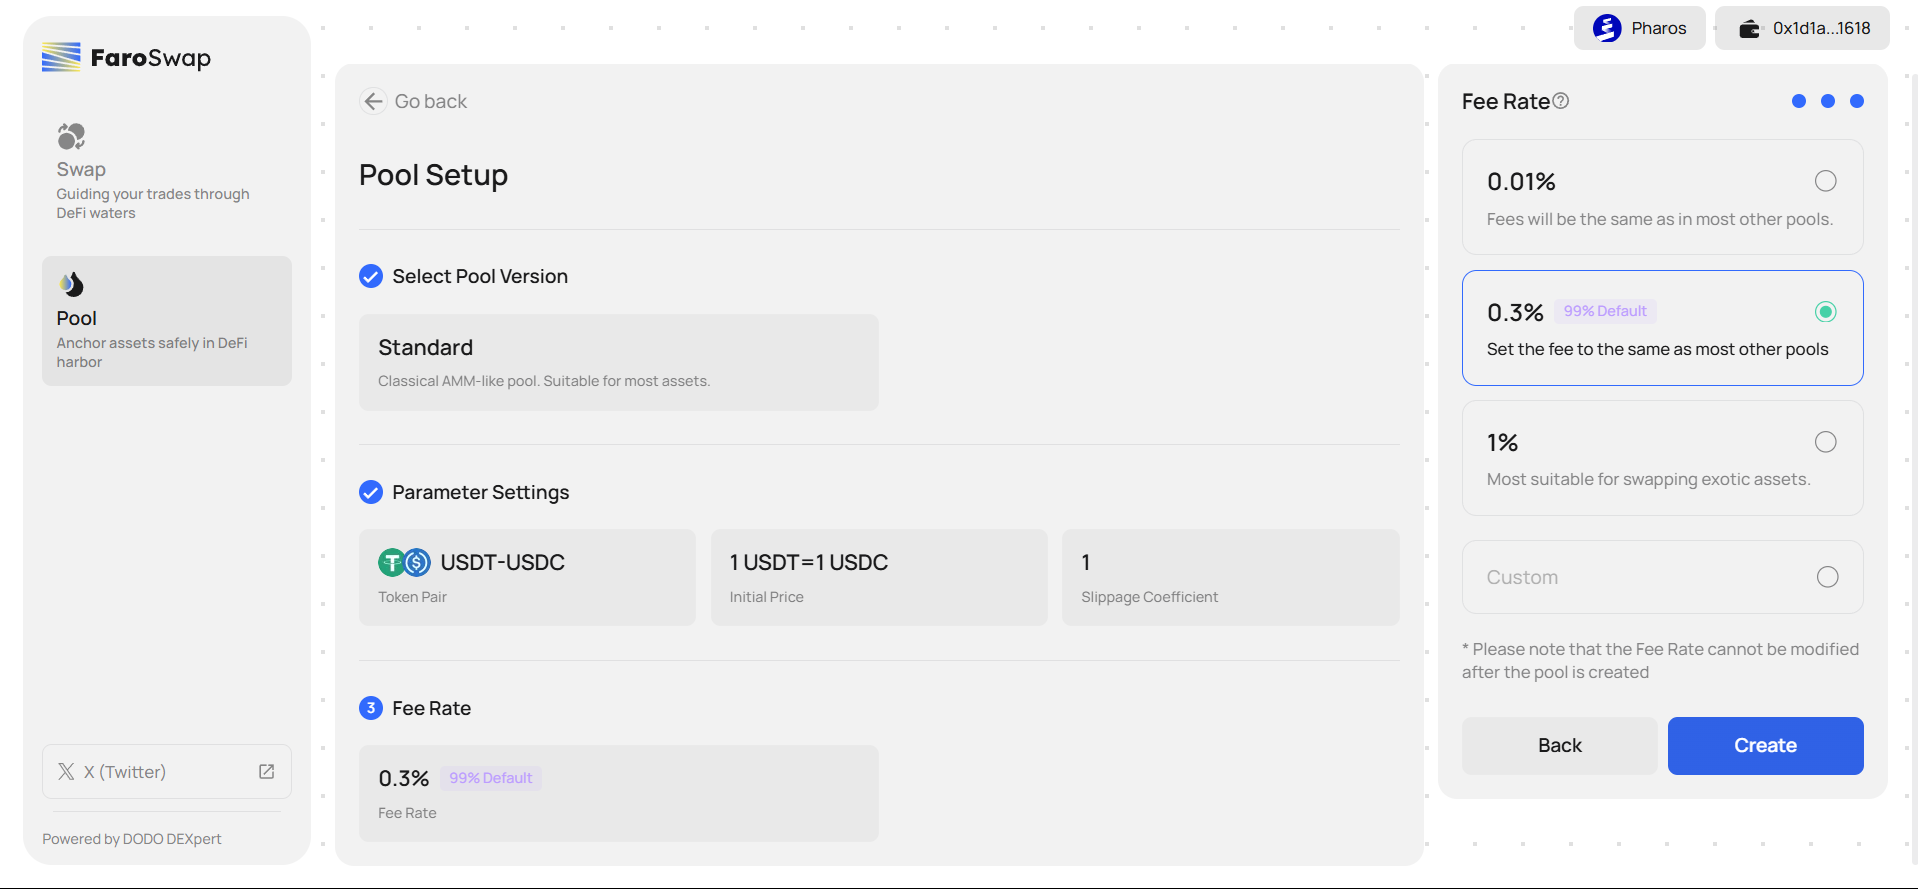 FaroSwap
Swap
Guiding your trades through
DeFi waters
Pool
Anchor assets safely in DeFi
harbor
X (Twitter)
Powered by DODO DEXpert
Pharos
0x1d1a...1618
Go back
Pool Setup
Select Pool Version
Standard
Classical AMM-like pool. Suitable for most assets.
Parameter Settings
USDT-USDC
Token Pair
1 USDT=1 USDC
Initial Price
1
Slippage Coefficient
3 Fee Rate
0.3% 99% Default
Fee Rate
Fee Rate?
0.01%
Fees will be the same as in most other pools.
0.3% 99% Default
Set the fee to the same as most other pools
1%
Most suitable for swapping exotic assets.
Custom
* Please note that the Fee Rate cannot be modified
after the pool is created
Back
Create